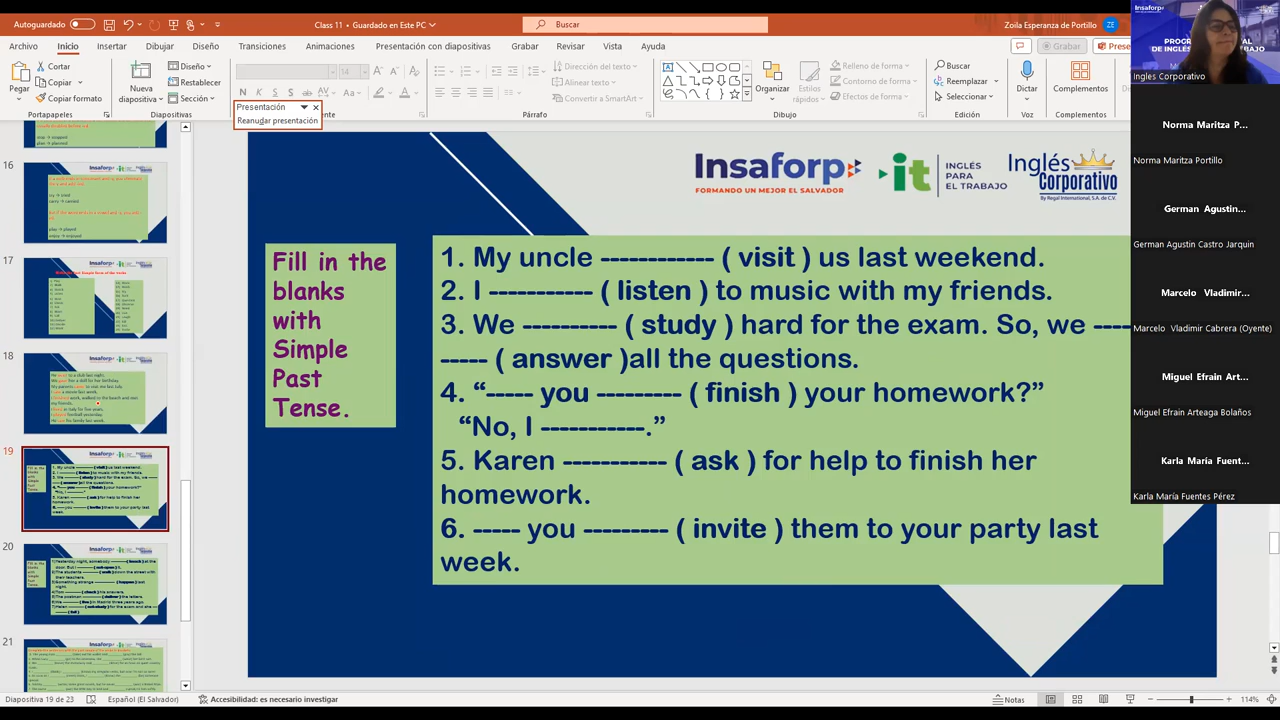 Autoguardado
Class 11 • Guardado en Este PC
Buscar
Zoila Esperanza de Portillo
ZE
Archivo Inicio Insertar Dibujar Diseño Transiciones Animaciones Presentación con diapositivas Grabar Revisar Vista Ayuda
Grabar
Cortar
Copiar
Copiar formato
Pegar
Portapapeles
Nueva
diapositiva
Diseño
Restablecer
Sección
Diapositivas
Presentación
Reanudar presentación
Dirección del texto
Alinear texto
Convertir a SmartArt
Párrafo
Organizar
Estilos
rápidos
Relleno de forma
Contorno de forma
Efectos de forma
Dibujo
Buscar
Reemplazar
Seleccionar
Edición
Dictar
Voz
Complementos
Complementos
Ingles Corporativo
Norma Maritza P...
Norma Maritza Portillo
German Agustin...
German Agustin Castro Jarquin
Marcelo Vladimir...
Marcelo Vladimir Cabrera (Oyente)
Miguel Efrain Art...
Miguel Efrain Arteaga Bolaños
Karla María Fuent...
Karla María Fuentes Pérez
16
17
18
19
20
21
Insaforp
FORMANDO UN MEJOR EL SALVADOR
it
INGLÉS
PARA
EL TRABAJO
Inglés
Corporativo
By Regal International, S.A. de C.V.
Fill in the
blanks
with
Simple
Past
Tense.
1. My uncle ------------ ( visit ) us last weekend.
2. I ----------- ( listen ) to music with my friends.
3. We ---------- ( study ) hard for the exam. So, we ----
----- ( answer )all the questions.
4. “----- you --------- ( finish ) your homework?”
“No, I -----------.”
5. Karen ----------- ( ask ) for help to finish her
homework.
6. ----- you --------- ( invite ) them to your party last
week.
Diapositiva 19 de 23
Español (El Salvador)
Accesibilidad: es necesario investigar
Notas
114%